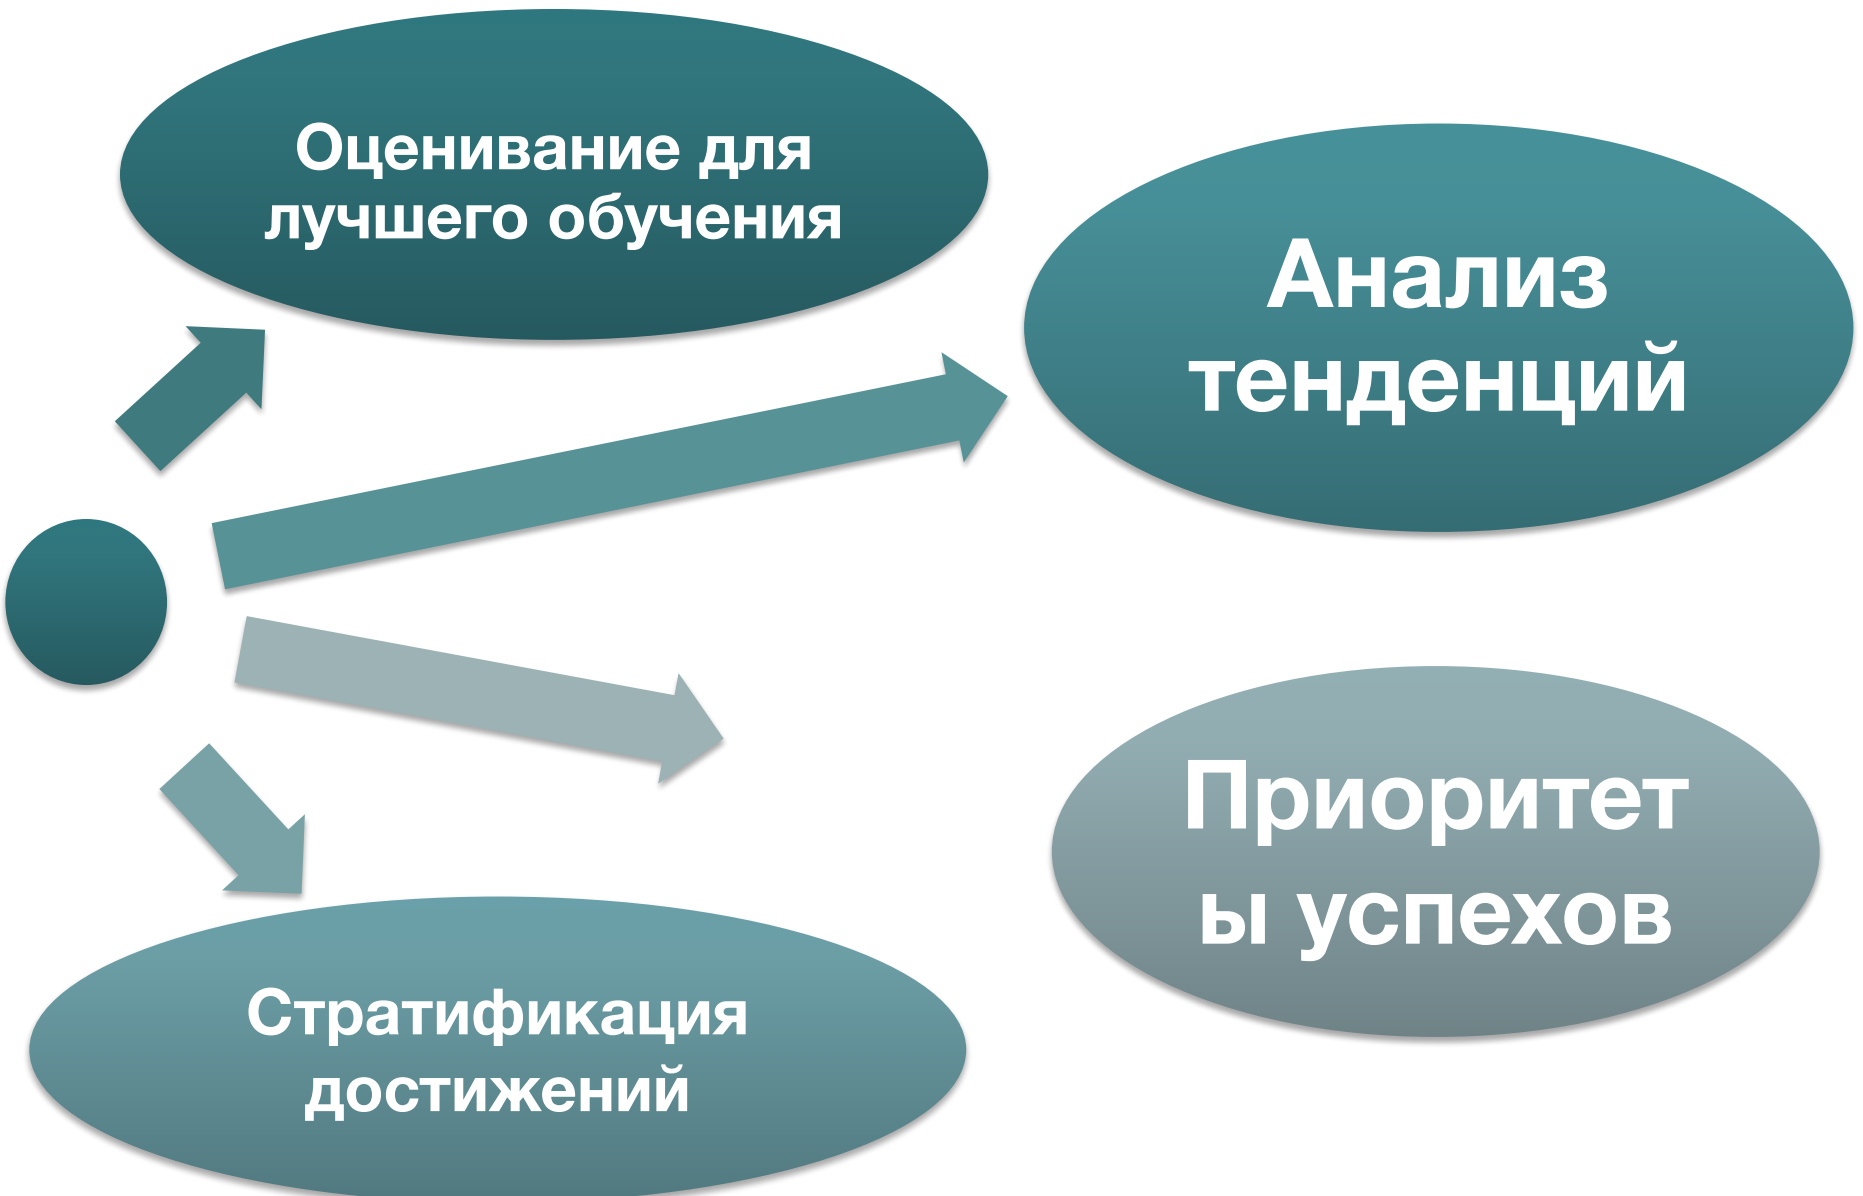 Оценивание для
лучшего обучения
Анализ
тенденций
Приоритет
ы успехов
Стратификация
достижений